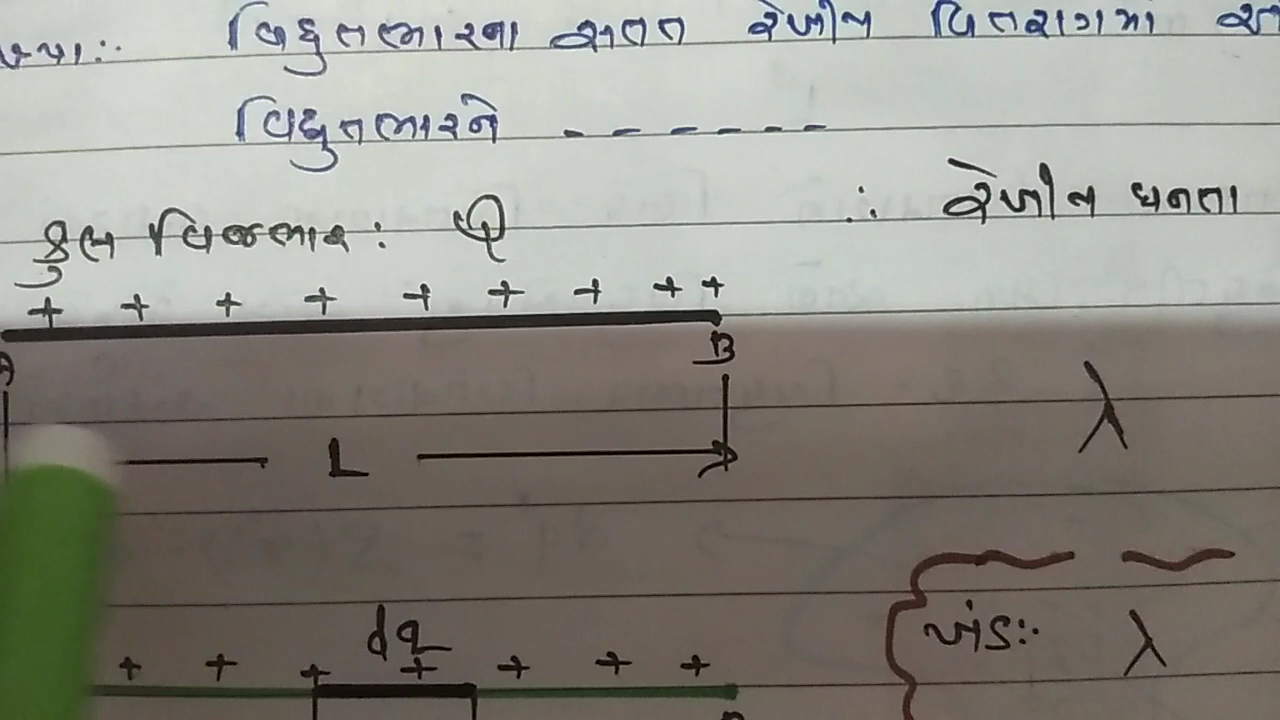 વિદ્યુતભારના સતત રેખીય વિતરણમાં
વિદ્યુતભારને ------
કુલ વિજભાર: Q
∴ રેખીય ઘનતા
+ + + + + + + + +
B
λ
L
dq
ખંડઃ λ
+ + + + + + +